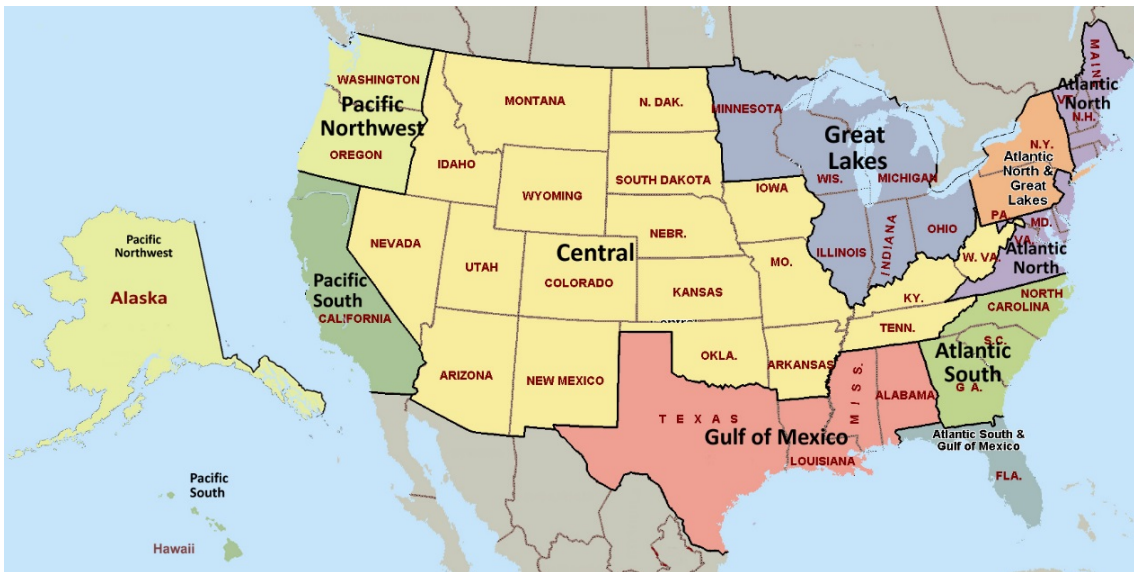 WASHINGTON
Pacific
Northwest
OREGON
MONTANA
IDAHO
WYOMING
N. DAK.
SOUTH DAKOTA
NEBR.
NEVADA
UTAH
COLORADO
Central
KANSAS
ARIZONA
NEW MEXICO
OKLA.
IOWA
MO.
ARKANSAS
KY.
TENN.
W. VA.
MINNESOTA
Great
Lakes
WIS.
MICHIGAN
ILLINOIS
INDIANA
OHIO
MAINE
Atlantic
North
VT.
N.H.
N.Y.
Atlantic
North & Great
Lakes
PA.
MD.
VA.
Atlantic
North
NORTH
CAROLINA
S.C.
Atlantic
South
G A.
Atlantic South &
Gulf of Mexico
FLA.
TEXAS
Gulf of Mexico
LOUISIANA
MISS.
ALABAMA
Pacific
South
CALIFORNIA
Pacific
Northwest
Alaska
Pacific
South
Hawaii